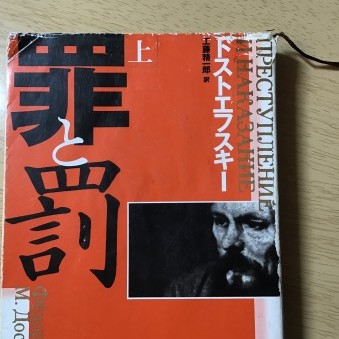 罪と罰
上
ドストエフスキー
工藤精一郎 訳
ПРЕСТУПЛЕНИЕ
И НАКАЗАНИЕ
М. Дос